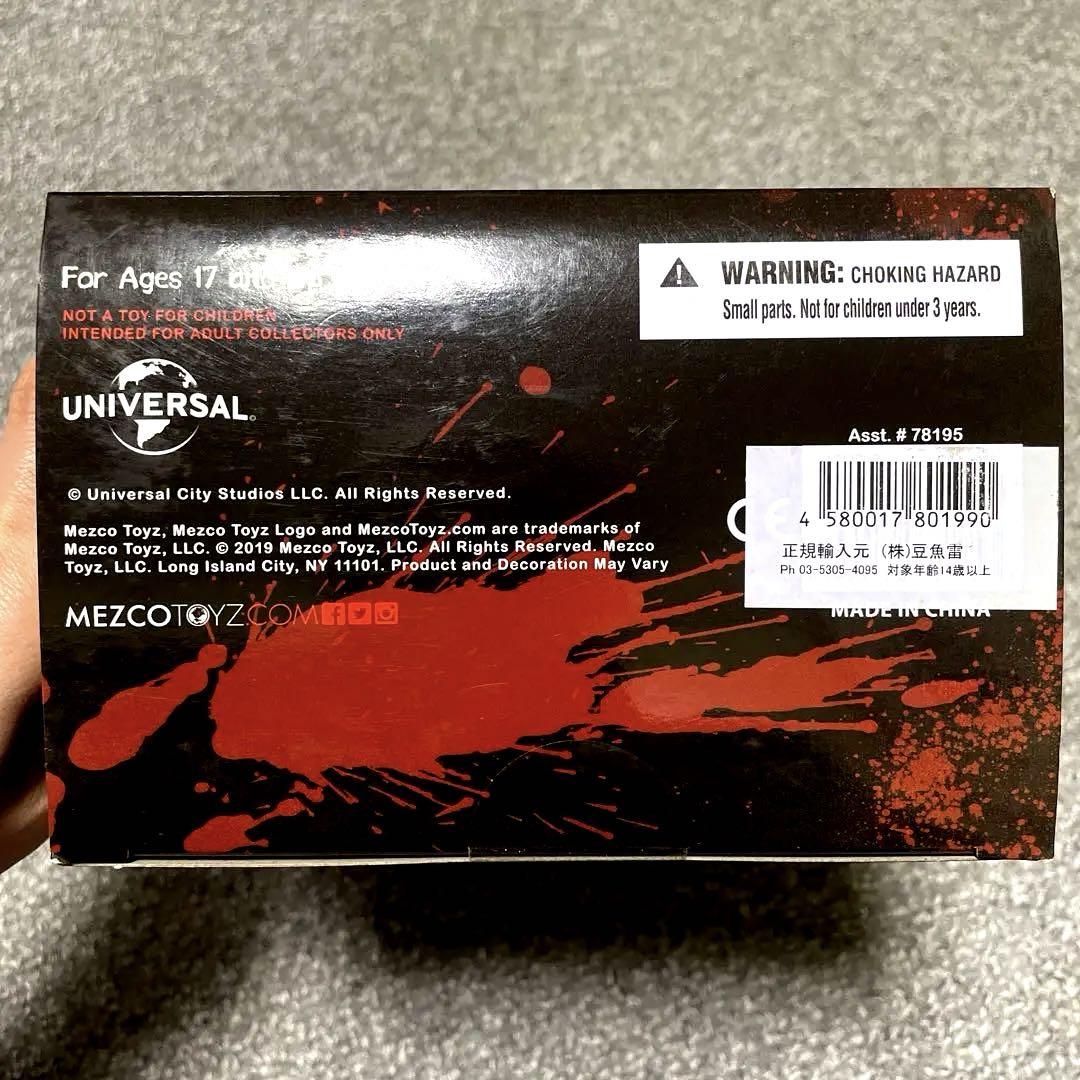 For Ages 17 and
NOT A TOY FOR CHILDREN
INTENDED FOR ADULT COLLECTORS ONLY
UNIVERSAL
© Universal City Studios LLC. All Rights Reserved.
Mezco Toyz, Mezco Toyz Logo and MezcoToyz.com are trademarks of
Mezco Toyz, LLC. © 2019 Mezco Toyz, LLC. All Rights Reserved. Mezco
Toyz, LLC. Long Island City, NY 11101. Product and Decoration May Vary
MEZCOTOYZ.COM
WARNING: CHOKING HAZARD
Small parts. Not for children under 3 years.
Asst. # 78195
CE
4 580017 801990
正規輸入元 (株)豆魚雷
Ph 03-5305-4095 対象年齢14歳以上
MADE IN CHINA